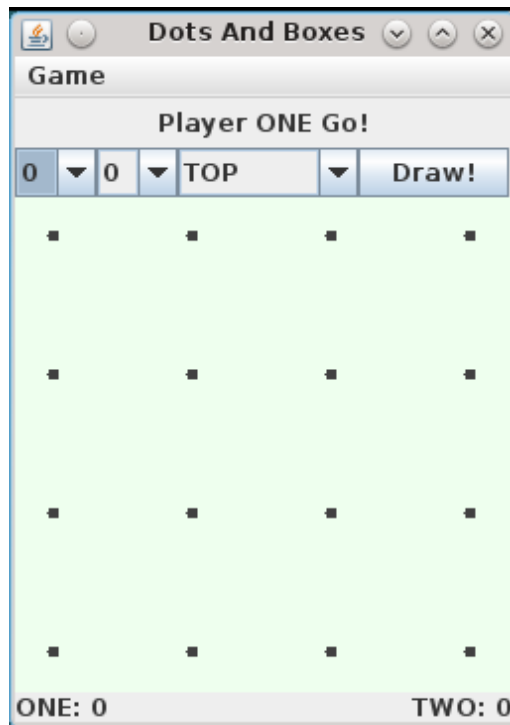 Dots And Boxes
Game
Player ONE Go!
0 0 TOP Draw!
ONE: 0 TWO: 0